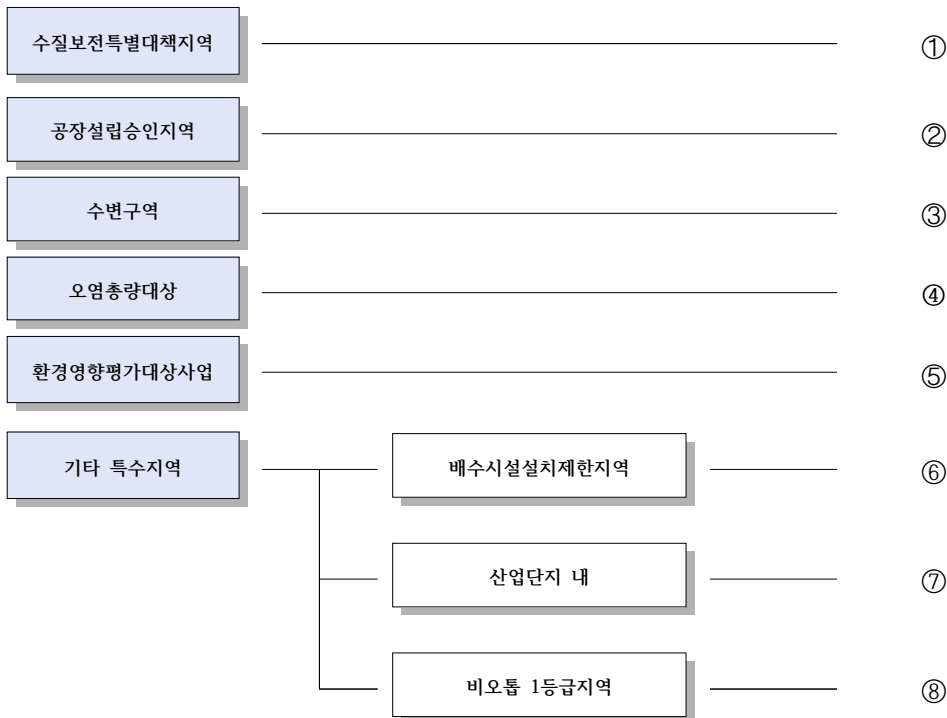 수질보전특별대책지역 ①
공장설립승인지역 ②
수변구역 ③
오염총량대상 ④
환경영향평가대상사업 ⑤
기타 특수지역 배수시설설치제한지역 ⑥
산업단지 내 ⑦
비오톱 1등급지역 ⑧